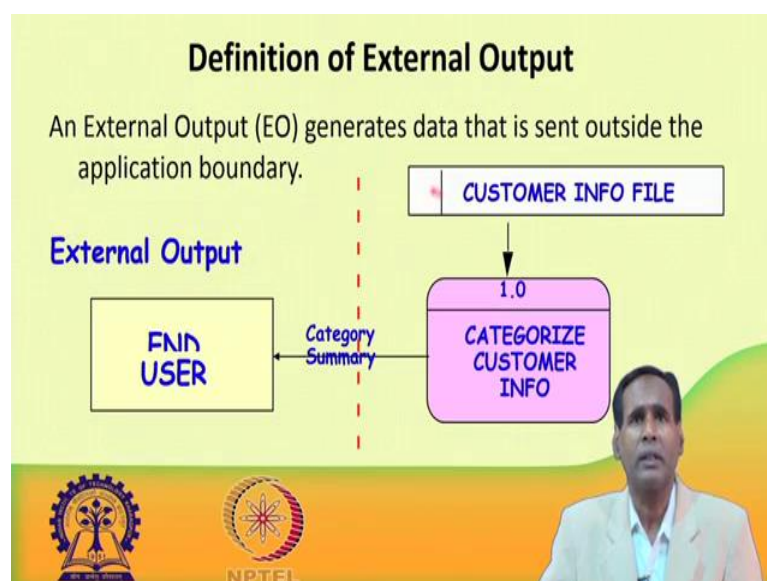 Definition of External Output
An External Output (EO) generates data that is sent outside the
application boundary.
CUSTOMER INFO FILE
External Output
1.0
END
USER
Category
Summary
CATEGORIZE
CUSTOMER
INFO
NPTEL